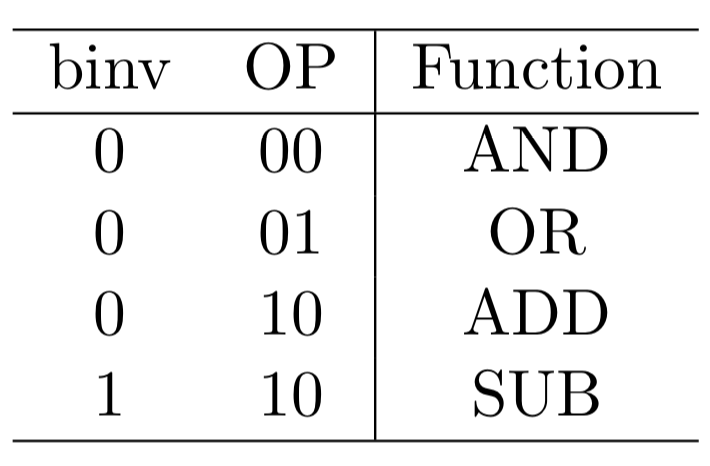 binv OP Function
0 00 AND
0 01 OR
0 10 ADD
1 10 SUB